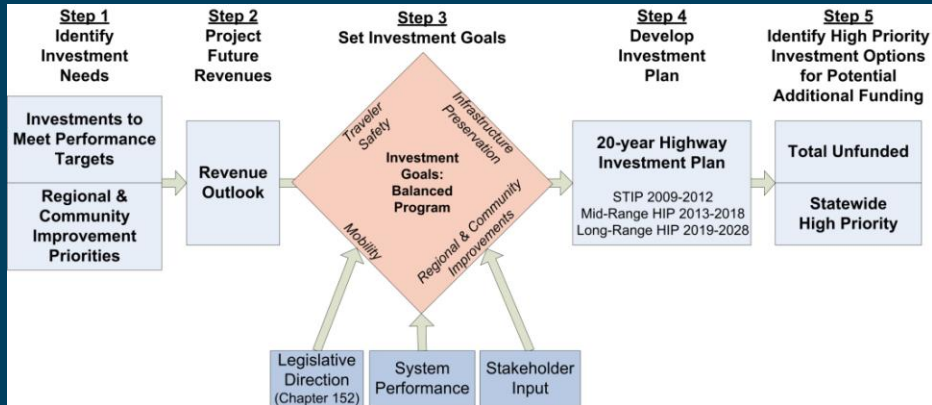 Step 1
Identify
Investment
Needs
Step 2
Project
Future
Revenues
Step 3
Set Investment Goals
Step 4
Develop
Investment
Plan
Step 5
Identify High Priority
Investment Options
for Potential
Additional Funding
Investments to
Meet Performance
Targets
Regional &
Community
Improvement
Priorities
Revenue
Outlook
Traveler
Safety
Infrastructure
Preservation
Investment
Goals:
Balanced
Program
Mobility
Regional & Community
Improvements
20-year Highway
Investment Plan
STIP 2009-2012
Mid-Range HIP 2013-2018
Long-Range HIP 2019-2028
Total Unfunded
Statewide
High Priority
Legislative
Direction
(Chapter 152)
System
Performance
Stakeholder
Input